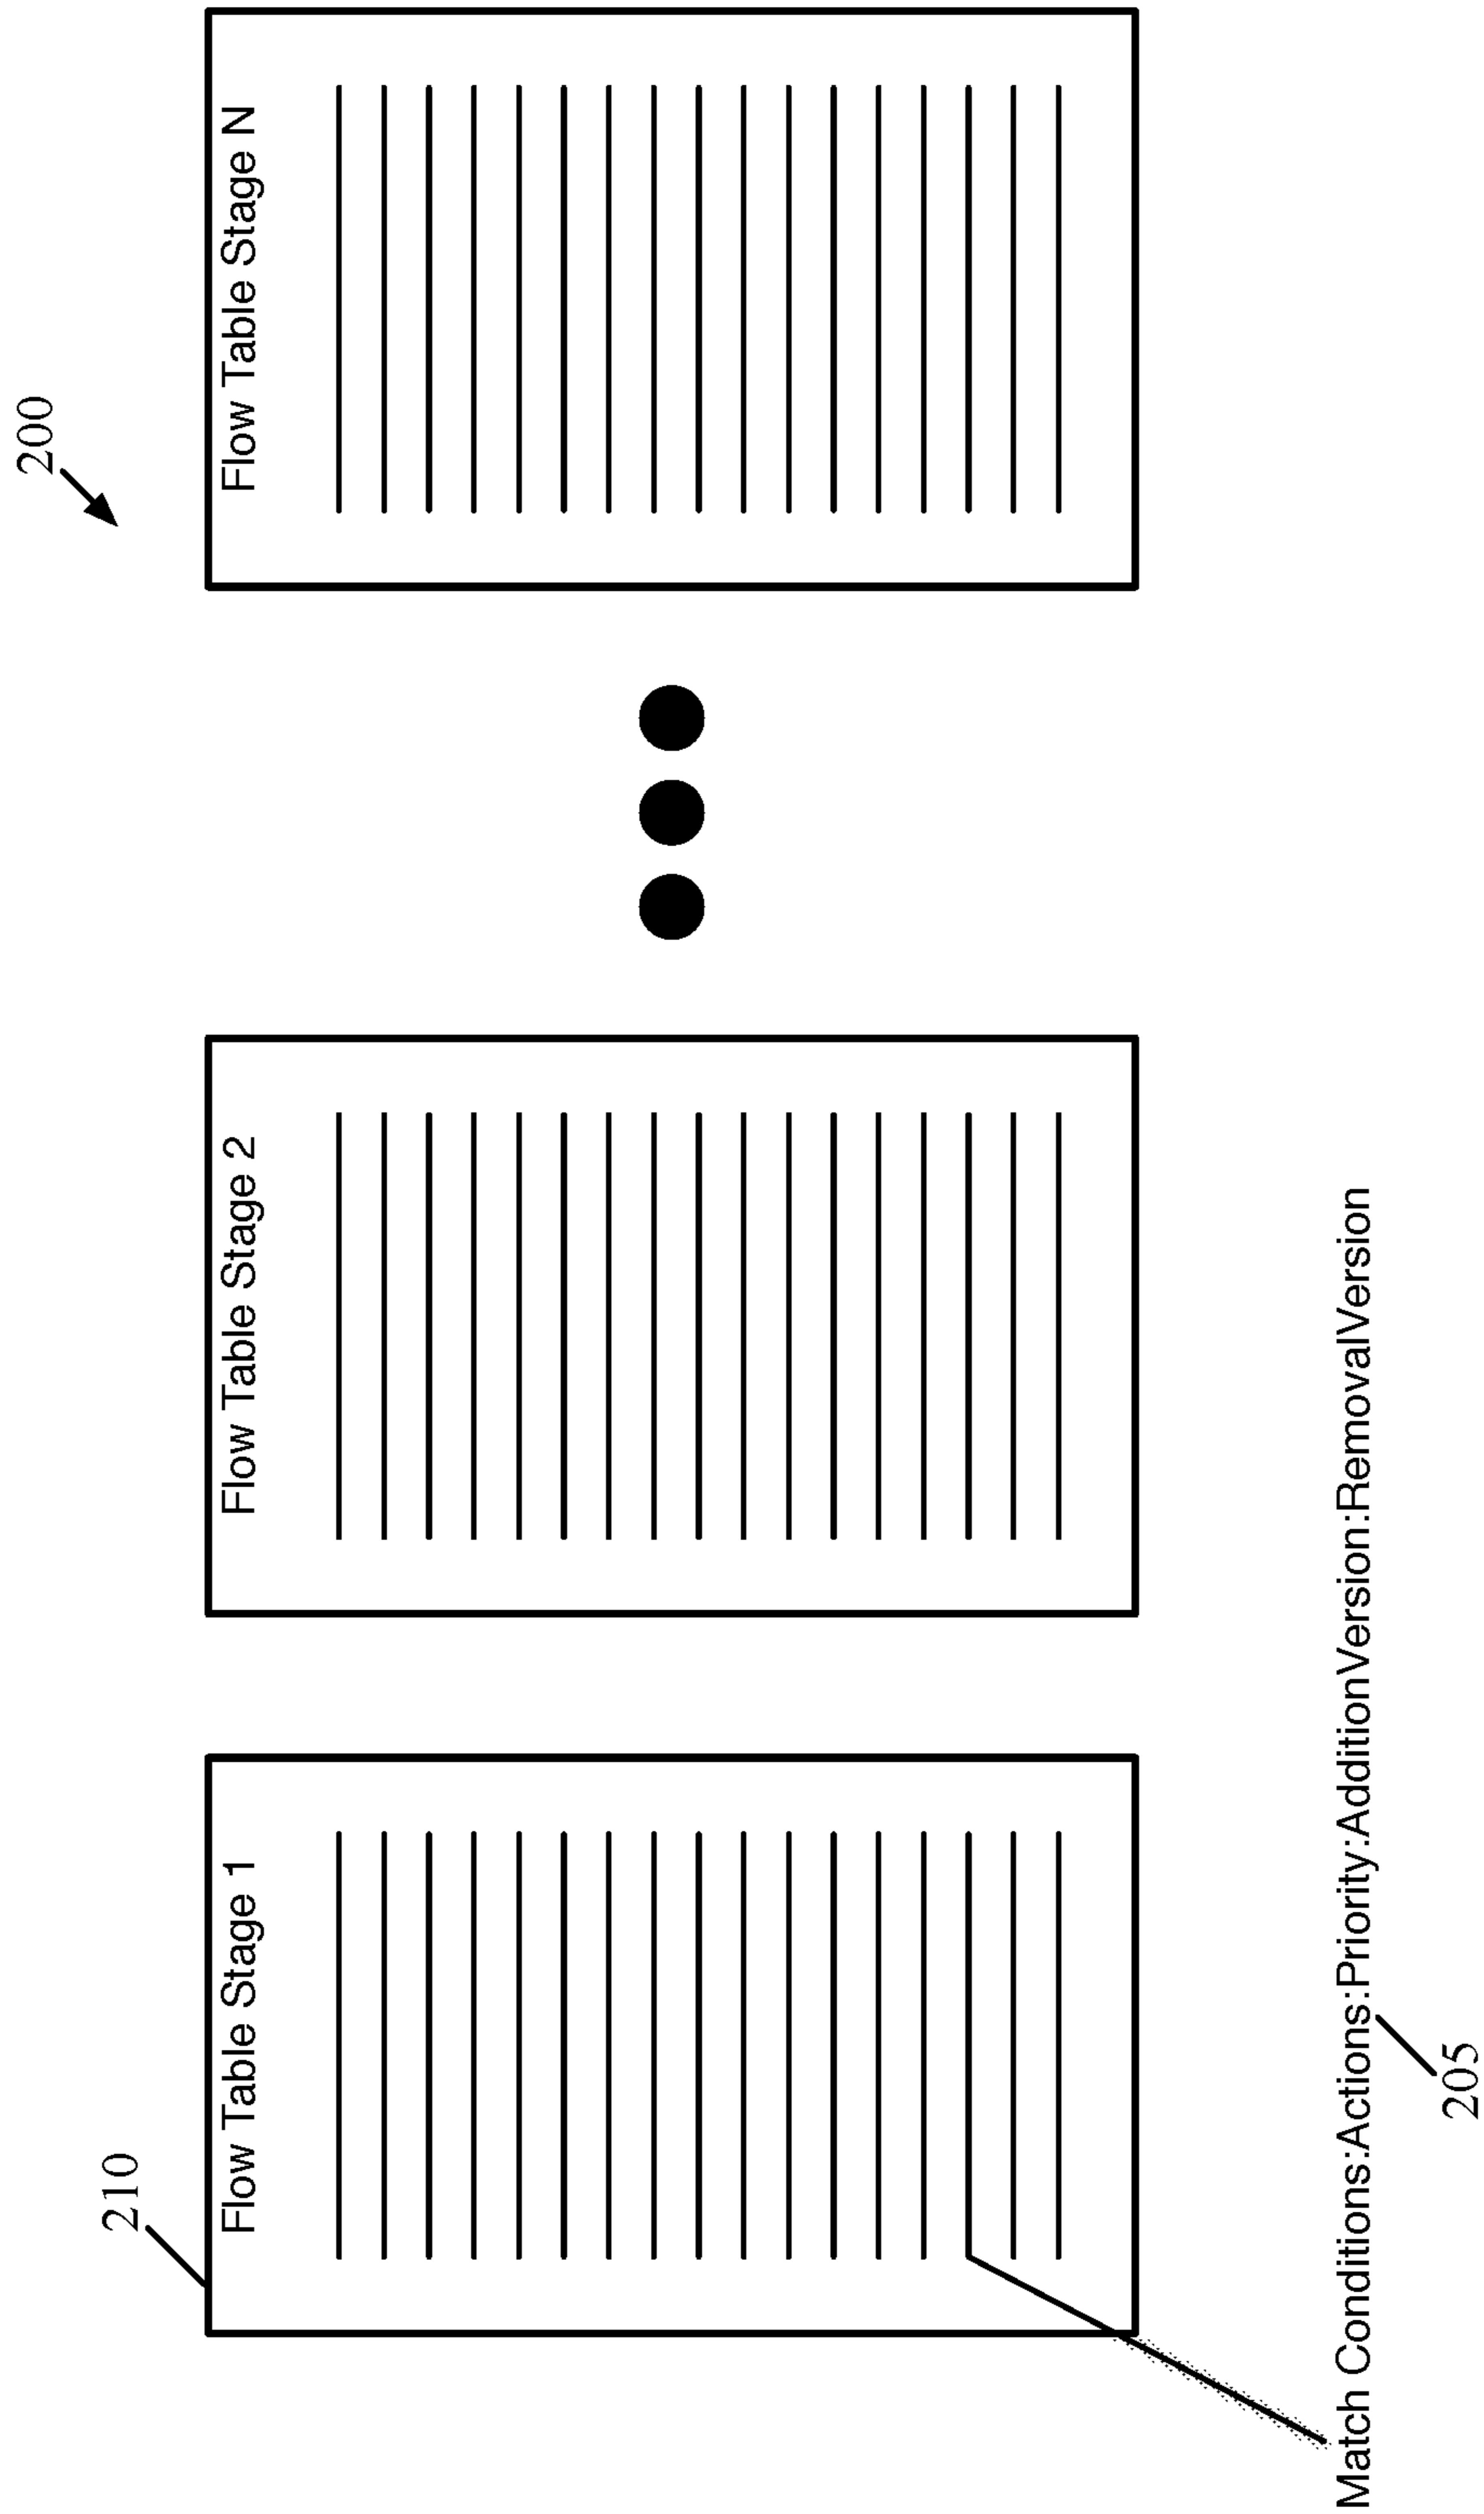 200
210
Flow Table Stage 1
Flow Table Stage 2
Flow Table Stage N
Match Conditions:Actions:Priority:AdditionVersion:RemovalVersion
205